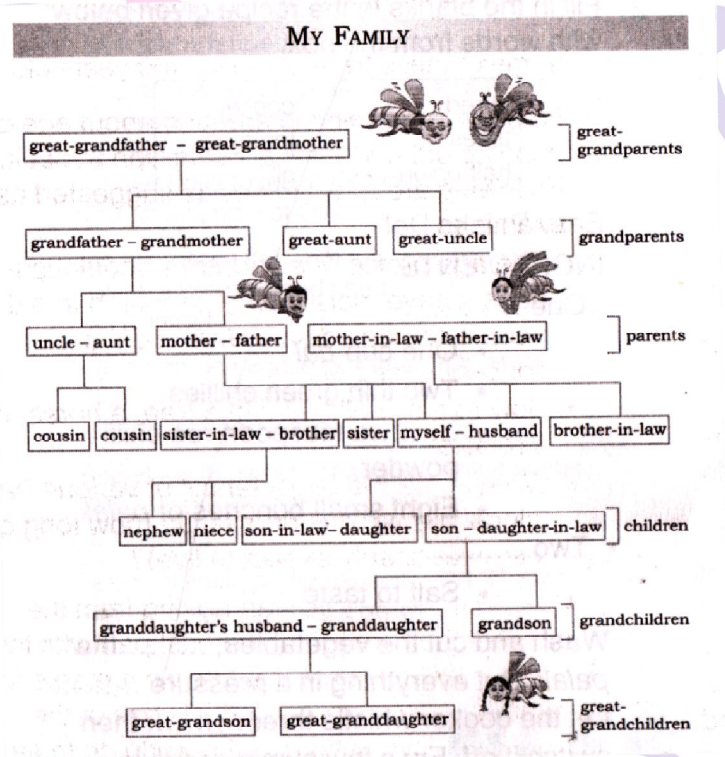 MY FAMILY
great-grandfather – great-grandmother
great-
grandparents
grandfather – grandmother
great-aunt
great-uncle
grandparents
uncle – aunt
mother – father
mother-in-law – father-in-law
parents
cousin
cousin
sister-in-law – brother
sister
myself – husband
brother-in-law
nephew
niece
son-in-law – daughter
son – daughter-in-law
children
granddaughter's husband – granddaughter
grandson
grandchildren
great-grandson
great-granddaughter
great-
grandchildren